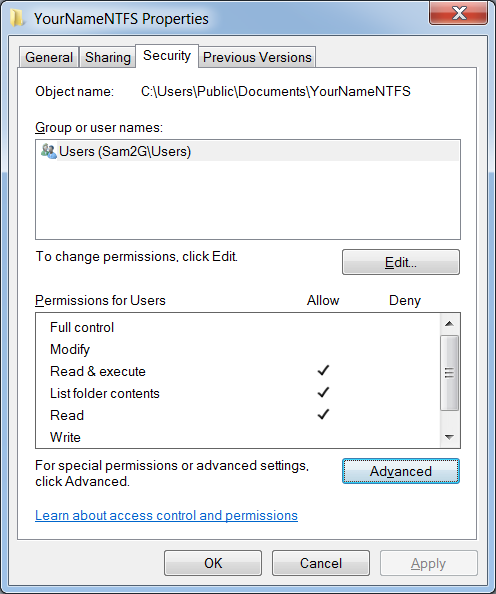 YourNameNTFS Properties
General Sharing Security Previous Versions
Object name: C:\Users\Public\Documents\YourNameNTFS
Group or user names:
Users (Sam2G\Users)
To change permissions, click Edit.
Edit...
Permissions for Users Allow Deny
Full control
Modify
Read & execute
List folder contents
Read
Write
For special permissions or advanced settings,
click Advanced.
Advanced
Learn about access control and permissions
OK Cancel Apply